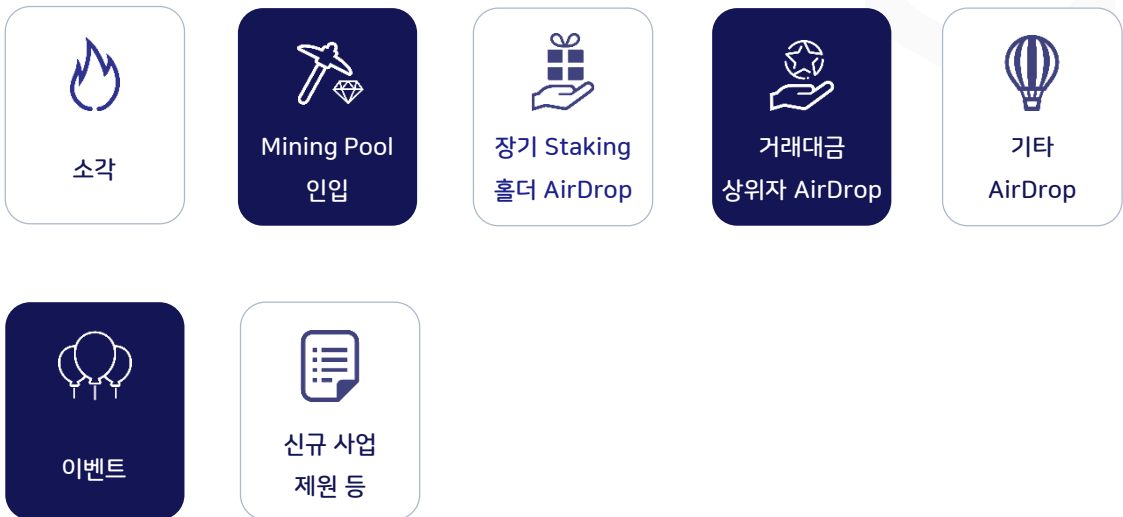 소각
Mining Pool
인입
장기 Staking
홀더 AirDrop
거래대금
상위자 AirDrop
기타
AirDrop
이벤트
신규 사업
제원 등